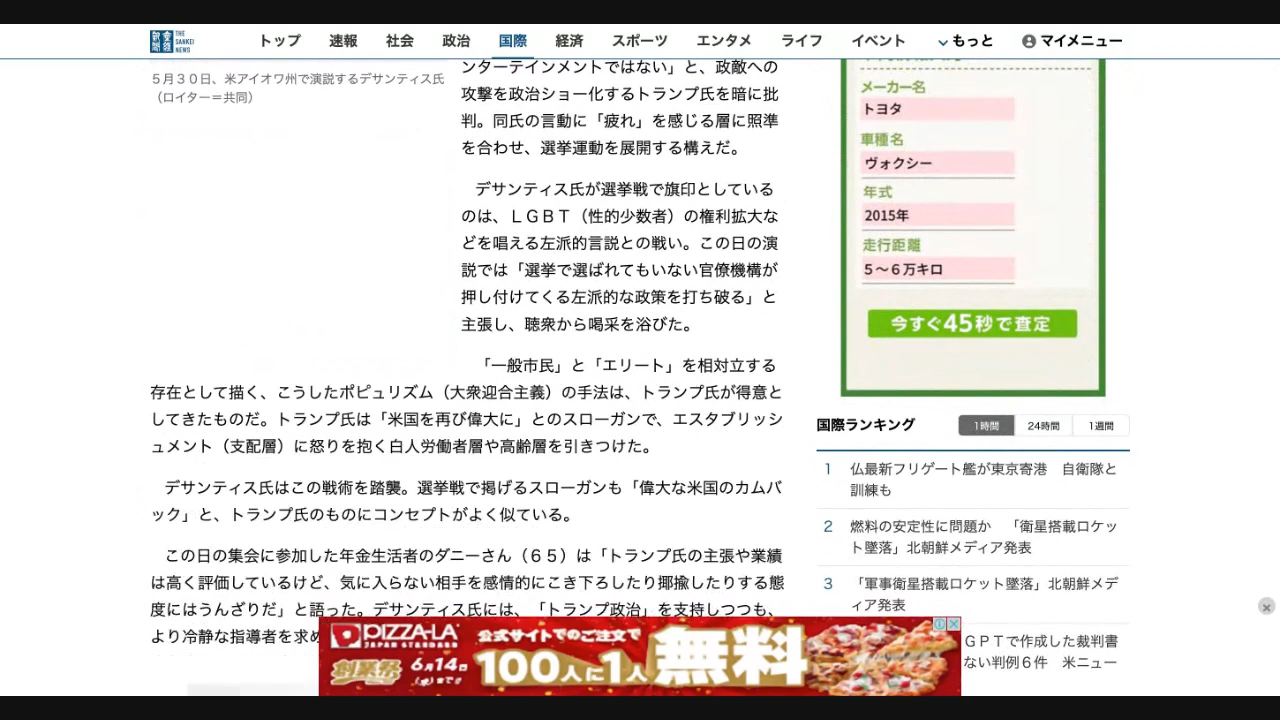 産経新聞 THE SANKEI NEWS
トップ 速報 社会 政治 国際 経済 スポーツ エンタメ ライフ イベント もっと マイメニュー
５月３０日、米アイオワ州で演説するデサンティス氏
（ロイター＝共同）
ンターテインメントではない」と、政敵への
攻撃を政治ショー化するトランプ氏を暗に批
判。同氏の言動に「疲れ」を感じる層に照準
を合わせ、選挙運動を展開する構えだ。
デサンティス氏が選挙戦で旗印としている
のは、ＬＧＢＴ（性的少数者）の権利拡大な
どを唱える左派的言説との戦い。この日の演
説では「選挙で選ばれてもいない官僚機構が
押し付けてくる左派的な政策を打ち破る」と
主張し、聴衆から喝采を浴びた。
「一般市民」と「エリート」を相対立する
存在として描く、こうしたポピュリズム（大衆迎合主義）の手法は、トランプ氏が得意と
してきたものだ。トランプ氏は「米国を再び偉大に」とのスローガンで、エスタブリッシ
ュメント（支配層）に怒りを抱く白人労働者層や高齢層を引きつけた。
デサンティス氏はこの戦術を踏襲。選挙戦で掲げるスローガンも「偉大な米国のカムバ
ック」と、トランプ氏のものにコンセプトがよく似ている。
この日の集会に参加した年金生活者のダニーさん（６５）は「トランプ氏の主張や業績
は高く評価しているけど、気に入らない相手を感情的にこき下ろしたり揶揄したりする態
度にはうんざりだ」と語った。デサンティス氏には、「トランプ政治」を支持しつつも、
より冷静な指導者を求め
メーカー名
トヨタ
車種名
ヴォクシー
年式
2015年
走行距離
５〜６万キロ
今すぐ45秒で査定
国際ランキング 1時間 24時間 1週間
1 仏最新フリゲート艦が東京寄港　自衛隊と
訓練も
2 燃料の安定性に問題か　「衛星搭載ロケッ
ト墜落」北朝鮮メディア発表
3 「軍事衛星搭載ロケット墜落」北朝鮮メデ
ィア発表
ＧＰＴで作成した裁判書
ない判例６件　米ニュー
PIZZA-LA
JAPAN STANDARD
創業祭 6月14日(水)まで!
公式サイトでのご注文で
100人に1人 無料